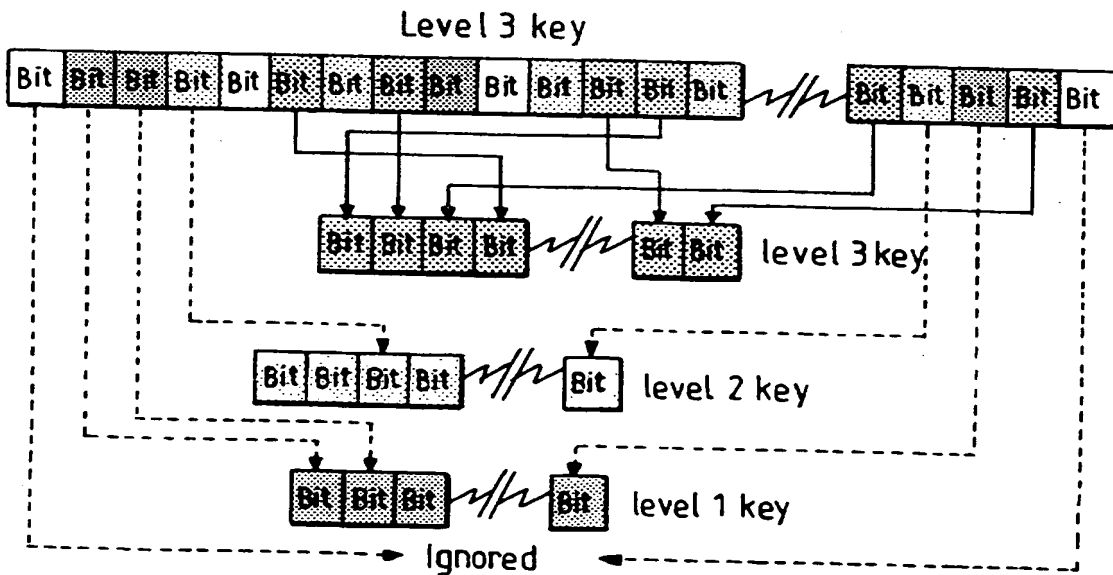 Level 3 key
Bit Bit Bit Bit Bit Bit Bit Bit Bit Bit Bit Bit Bit Bit Bit Bit Bit Bit Bit
Bit Bit Bit Bit Bit Bit level 3 key
Bit Bit Bit Bit Bit level 2 key
Bit Bit Bit Bit level 1 key
Ignored